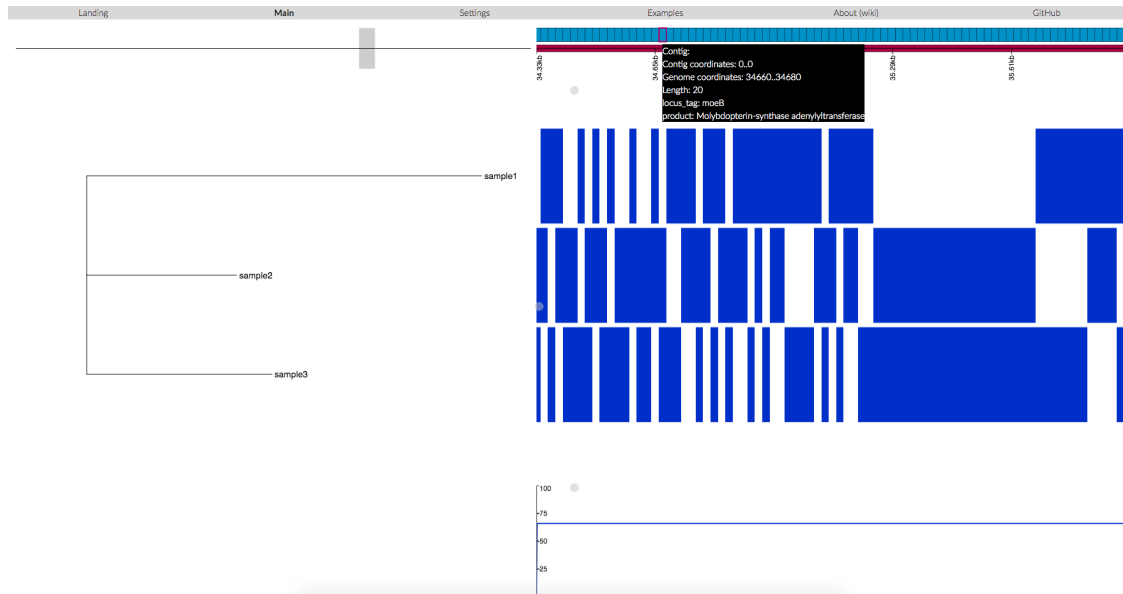 Landing Main Settings Examples About (wiki) GitHub
Contig:
Contig coordinates: 0..0
Genome coordinates: 34660..34680
Length: 20
locus_tag: moeB
product: Molybdopterin-synthase adenylyltransferase
34.33kb 34.65kb 35.29kb 35.61kb
sample1
sample2
sample3
100
75
50
25